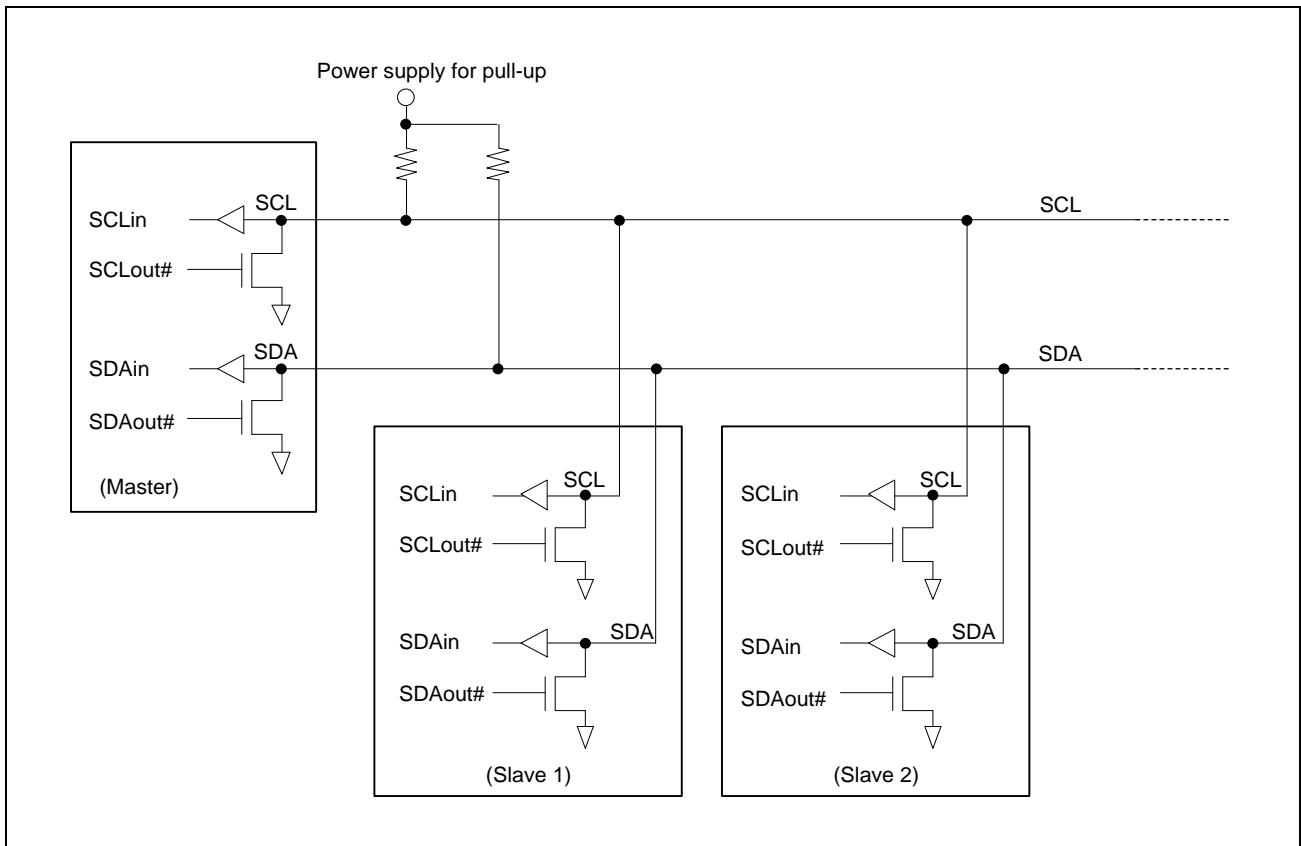 Power supply for pull-up
SCL
SCLin
SCLout#
SDA
SDAin
SDAout#
(Master)
SCL
SDA
SCL
SCLin
SCLout#
SDA
SDAin
SDAout#
(Slave 1)
SCL
SCLin
SCLout#
SDA
SDAin
SDAout#
(Slave 2)